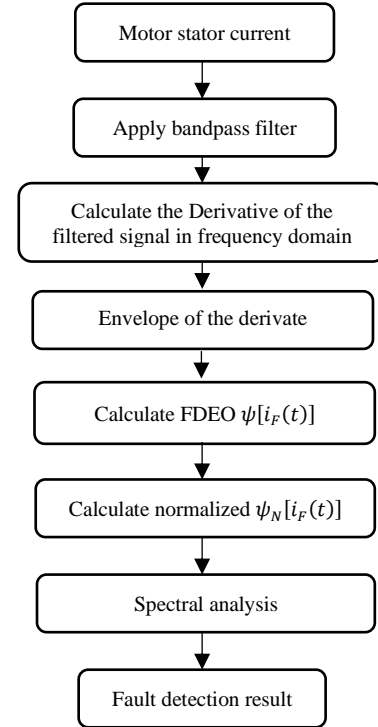 Motor stator current
Apply bandpass filter
Calculate the Derivative of the
filtered signal in frequency domain
Envelope of the derivate
Calculate FDEO ψ[i_F(t)]
Calculate normalized ψ_N[i_F(t)]
Spectral analysis
Fault detection result